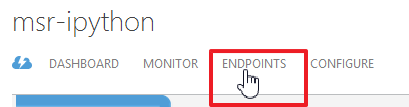 msr-ipython
DASHBOARD MONITOR ENDPOINTS CONFIGURE